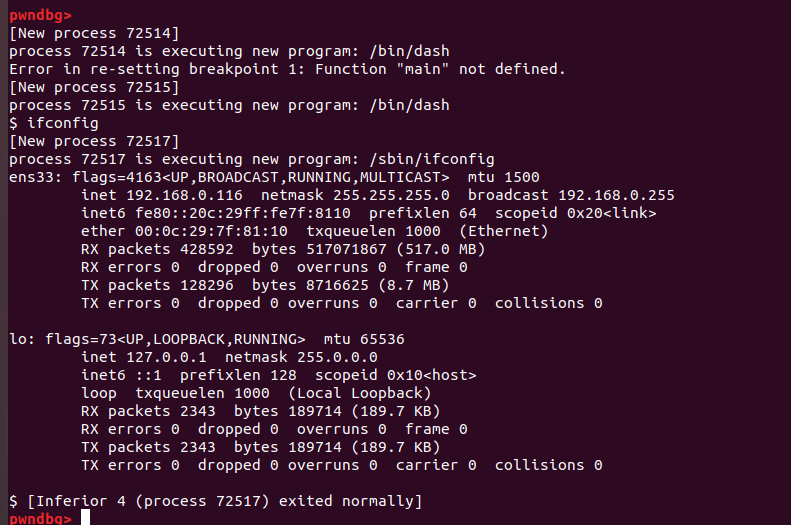 pwndbg>
[New process 72514]
process 72514 is executing new program: /bin/dash
Error in re-setting breakpoint 1: Function "main" not defined.
[New process 72515]
process 72515 is executing new program: /bin/dash
$ ifconfig
[New process 72517]
process 72517 is executing new program: /sbin/ifconfig
ens33: flags=4163<UP,BROADCAST,RUNNING,MULTICAST>  mtu 1500
        inet 192.168.0.116  netmask 255.255.255.0  broadcast 192.168.0.255
        inet6 fe80::20c:29ff:fe7f:8110  prefixlen 64  scopeid 0x20<link>
        ether 00:0c:29:7f:81:10  txqueuelen 1000  (Ethernet)
        RX packets 428592  bytes 517071867 (517.0 MB)
        RX errors 0  dropped 0  overruns 0  frame 0
        TX packets 128296  bytes 8716625 (8.7 MB)
        TX errors 0  dropped 0 overruns 0  carrier 0  collisions 0

lo: flags=73<UP,LOOPBACK,RUNNING>  mtu 65536
        inet 127.0.0.1  netmask 255.0.0.0
        inet6 ::1  prefixlen 128  scopeid 0x10<host>
        loop  txqueuelen 1000  (Local Loopback)
        RX packets 2343  bytes 189714 (189.7 KB)
        RX errors 0  dropped 0  overruns 0  frame 0
        TX packets 2343  bytes 189714 (189.7 KB)
        TX errors 0  dropped 0 overruns 0  carrier 0  collisions 0

$ [Inferior 4 (process 72517) exited normally]
pwndbg>